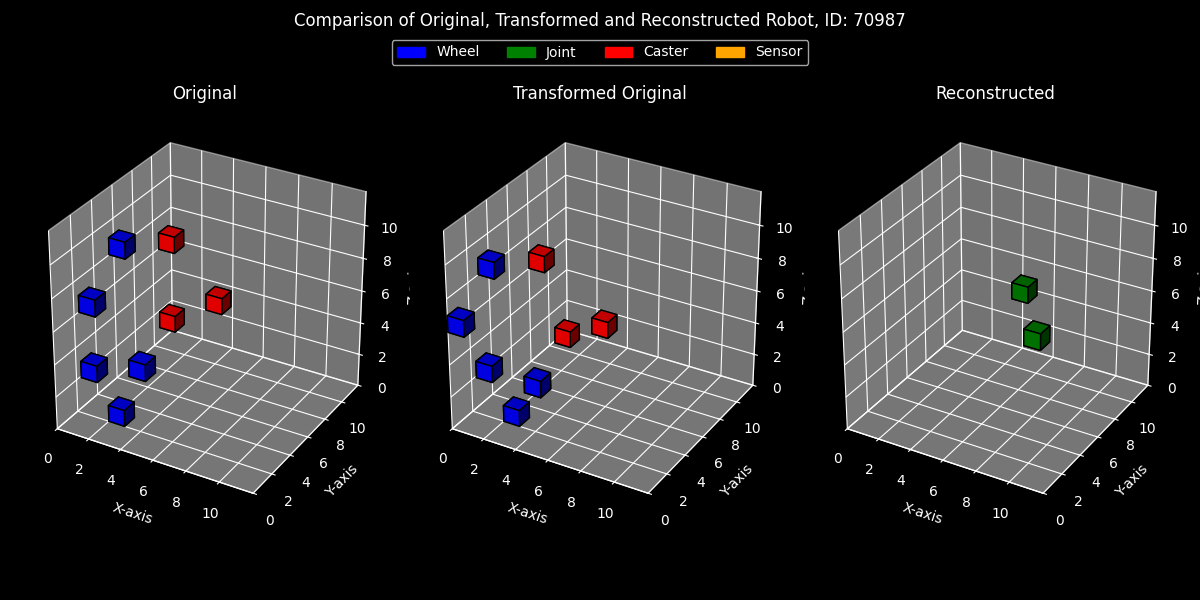 Comparison of Original, Transformed and Reconstructed Robot, ID: 70987
Wheel Joint Caster Sensor
Original
Transformed Original
Reconstructed
0 2 4 6 8 10
X-axis
0 2 4 6 8 10
Y-axis
0 2 4 6 8 10
0 2 4 6 8 10
X-axis
0 2 4 6 8 10
Y-axis
0 2 4 6 8 10
0 2 4 6 8 10
X-axis
0 2 4 6 8 10
Y-axis
0 2 4 6 8 10